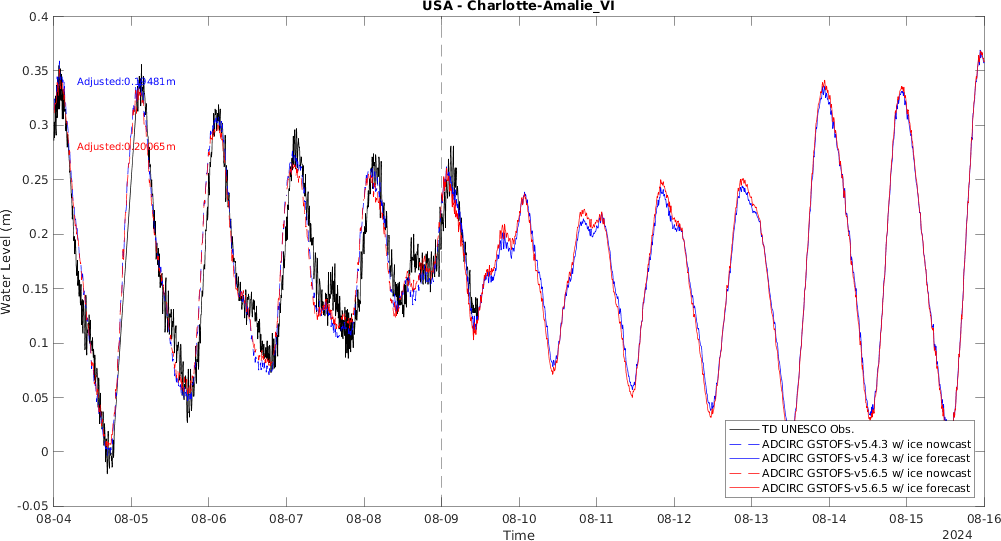 USA - Charlotte-Amalie_VI
0.4
0.35
0.3
0.25
0.2
0.15
0.1
0.05
0
-0.05
Water Level (m)
Adjusted:0.19481m
Adjusted:0.20065m
TD UNESCO Obs.
ADCIRC GSTOFS-v5.4.3 w/ ice nowcast
ADCIRC GSTOFS-v5.4.3 w/ ice forecast
ADCIRC GSTOFS-v5.6.5 w/ ice nowcast
ADCIRC GSTOFS-v5.6.5 w/ ice forecast
08-04 08-05 08-06 08-07 08-08 08-09 08-10 08-11 08-12 08-13 08-14 08-15 08-16
Time
2024